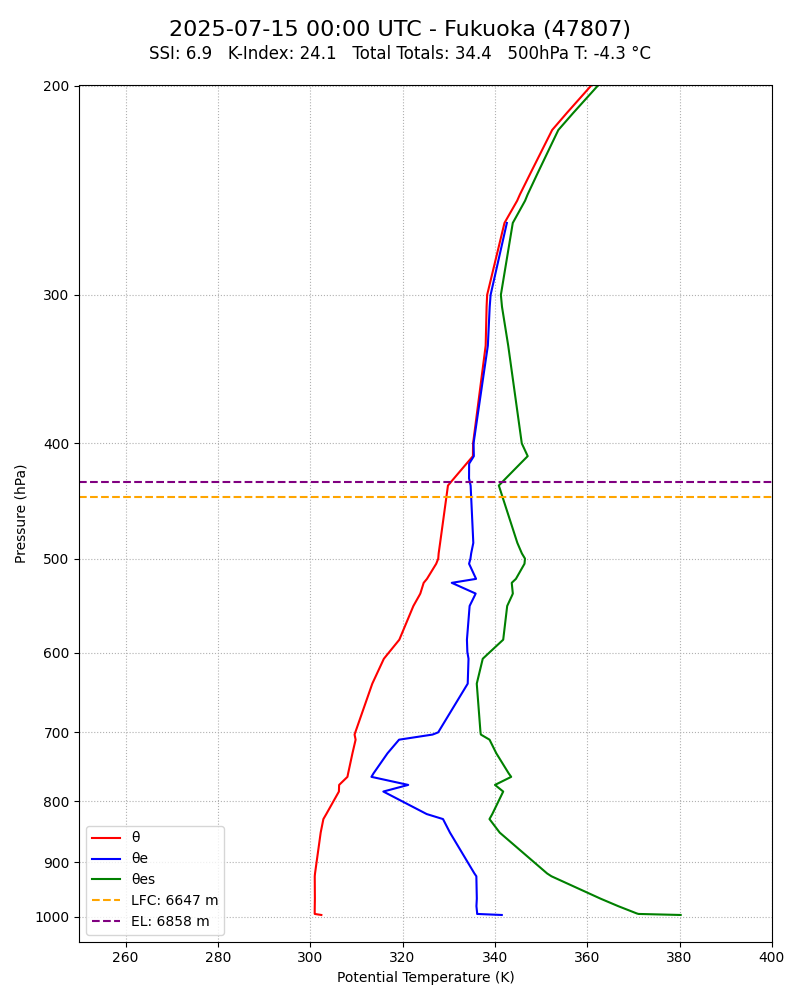 2025-07-15 00:00 UTC - Fukuoka (47807)
SSI: 6.9 K-Index: 24.1 Total Totals: 34.4 500hPa T: -4.3 °C
200
300
400
500
600
700
800
900
1000
Pressure (hPa)
θ
θe
θes
LFC: 6647 m
EL: 6858 m
260 280 300 320 340 360 380 400
Potential Temperature (K)